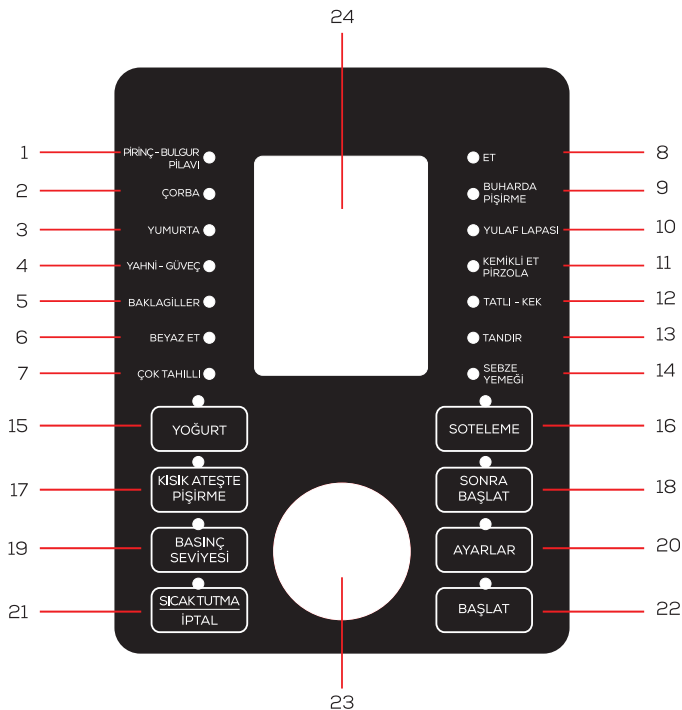 24
1
PİRİNÇ - BULGUR
PİLAVI
2
ÇORBA
3
YUMURTA
4
YAHNİ - GÜVEÇ
5
BAKLAGİLLER
6
BEYAZ ET
7
ÇOK TAHILLI
ET
8
BUHARDA
PİŞİRME
9
YULAF LAPASI
10
KEMİKLİ ET
PİRZOLA
11
TATLI - KEK
12
TANDIR
13
SEBZE
YEMEĞİ
14
15
YOĞURT
SOTELEME
16
17
KISIK ATEŞTE
PİŞİRME
SONRA
BAŞLAT
18
19
BASINÇ
SEVİYESİ
AYARLAR
20
21
SICAK TUTMA
İPTAL
BAŞLAT
22
23